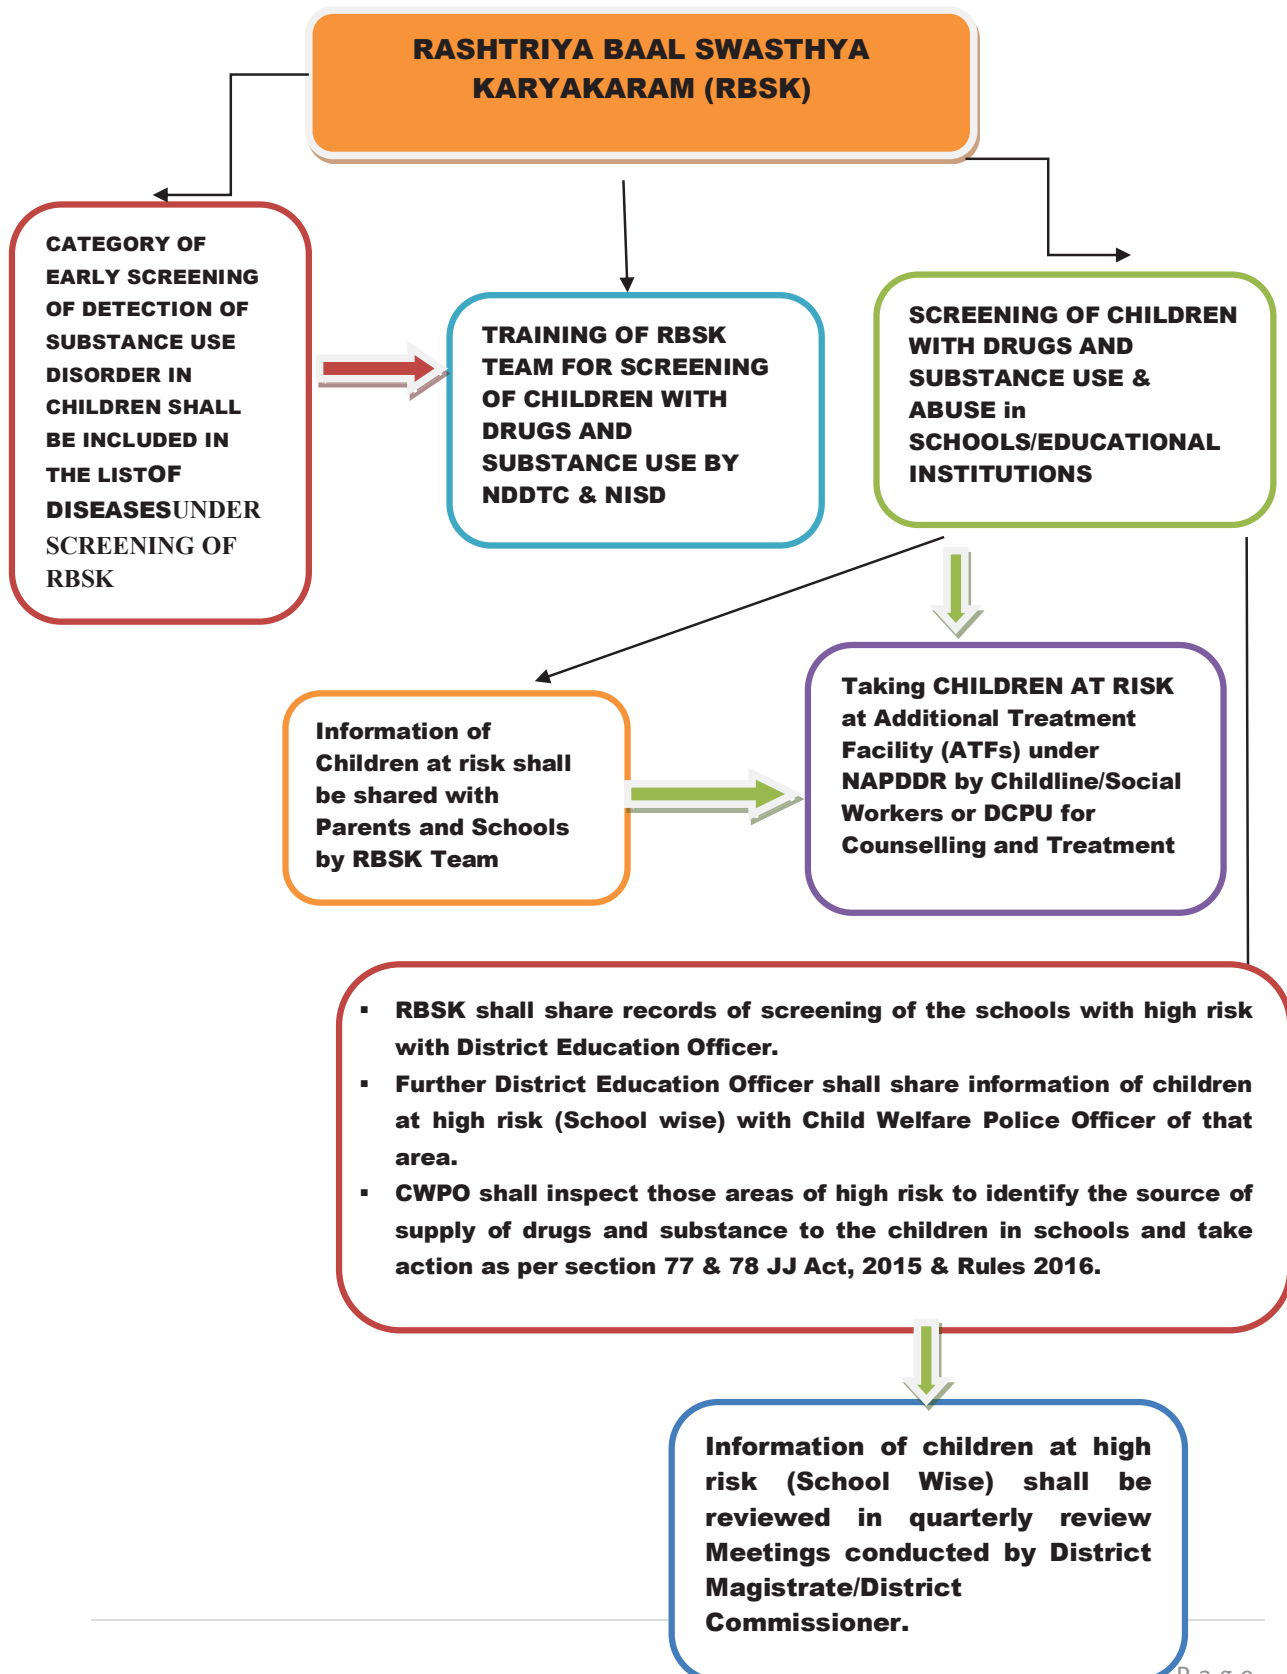 RASHTRIYA BAAL SWASTHYA
KARYAKARAM (RBSK)
CATEGORY OF
EARLY SCREENING
OF DETECTION OF
SUBSTANCE USE
DISORDER IN
CHILDREN SHALL
BE INCLUDED IN
THE LISTOF
DISEASESUNDER
SCREENING OF
RBSK
TRAINING OF RBSK
TEAM FOR SCREENING
OF CHILDREN WITH
DRUGS AND
SUBSTANCE USE BY
NDDTC & NISD
SCREENING OF CHILDREN
WITH DRUGS AND
SUBSTANCE USE &
ABUSE in
SCHOOLS/EDUCATIONAL
INSTITUTIONS
Information of
Children at risk shall
be shared with
Parents and Schools
by RBSK Team
Taking CHILDREN AT RISK
at Additional Treatment
Facility (ATFs) under
NAPDDR by Childline/Social
Workers or DCPU for
Counselling and Treatment
▪ RBSK shall share records of screening of the schools with high risk
with District Education Officer.
▪ Further District Education Officer shall share information of children
at high risk (School wise) with Child Welfare Police Officer of that
area.
▪ CWPO shall inspect those areas of high risk to identify the source of
supply of drugs and substance to the children in schools and take
action as per section 77 & 78 JJ Act, 2015 & Rules 2016.
Information of children at high
risk (School Wise) shall be
reviewed in quarterly review
Meetings conducted by District
Magistrate/District
Commissioner.
Page